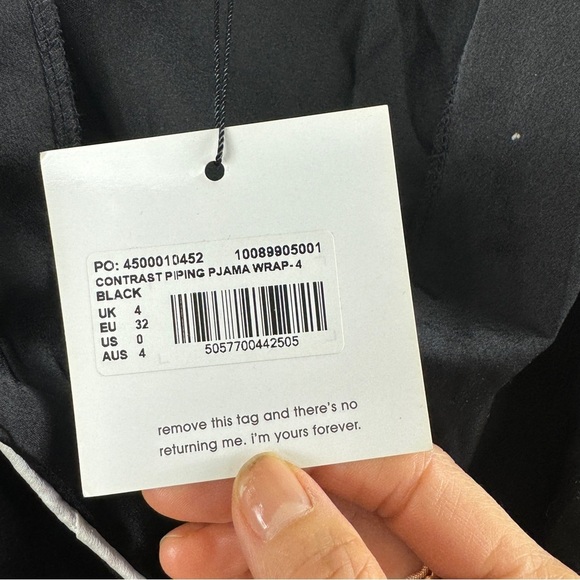 PO: 4500010452 10089905001
CONTRAST PIPING PJAMA WRAP- 4
BLACK
UK 4
EU 32
US 0
AUS 4
5057700442505
remove this tag and there's no
returning me. i'm yours forever.